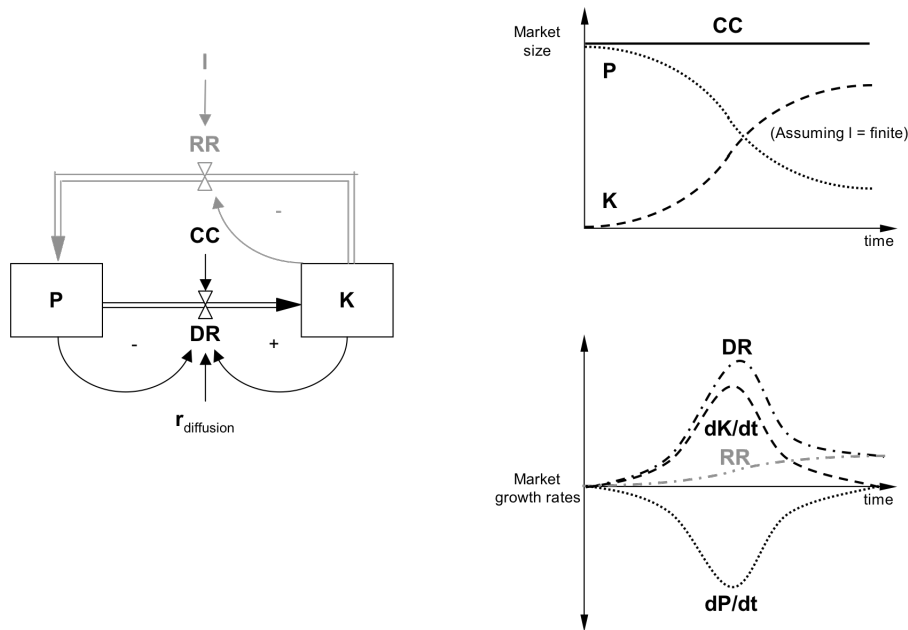 I
RR
-
CC
P
K
DR
-
+
r diffusion
Market
size
CC
P
(Assuming I = finite)
K
time
DR
dK/dt
RR
Market
growth rates
time
dP/dt